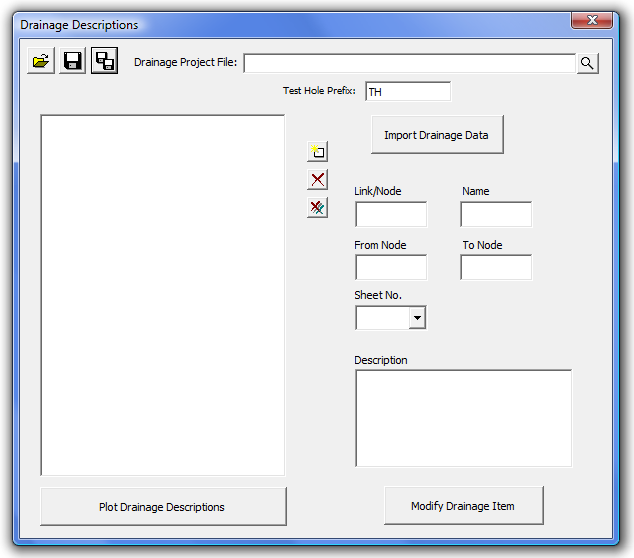 Drainage Descriptions
Drainage Project File:
Test Hole Prefix: TH
Import Drainage Data
Link/Node Name
From Node To Node
Sheet No.
Description
Plot Drainage Descriptions Modify Drainage Item